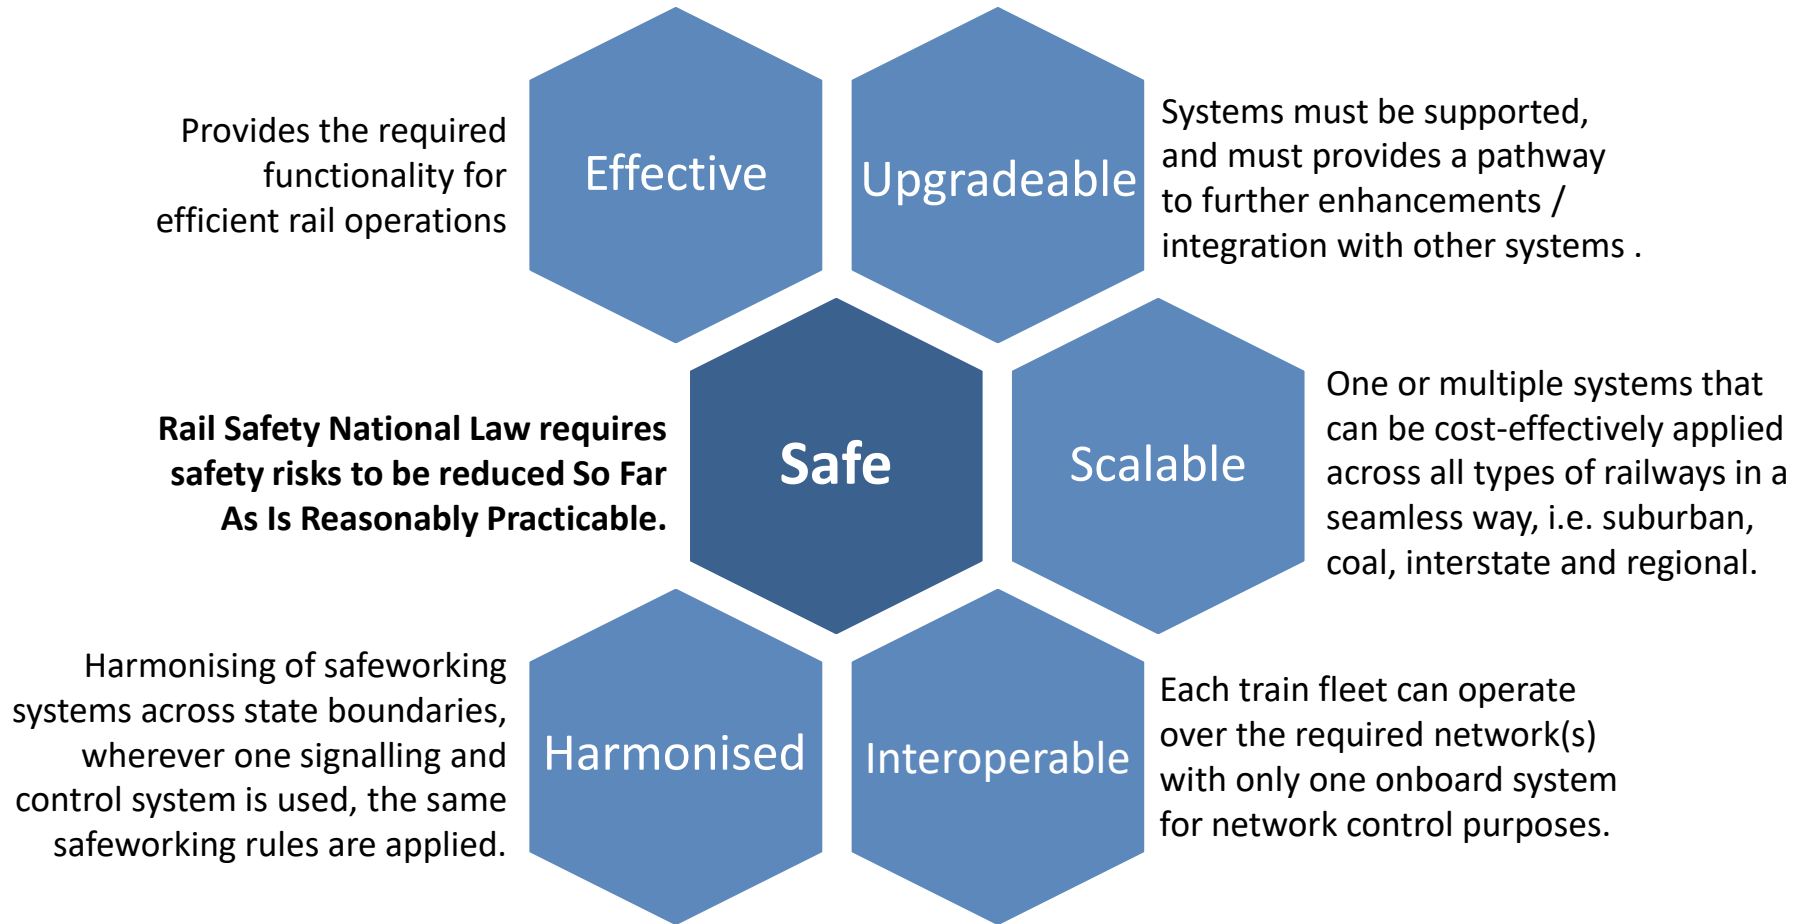 Provides the required
functionality for
efficient rail operations
Effective
Upgradeable
Systems must be supported,
and must provides a pathway
to further enhancements /
integration with other systems .
Rail Safety National Law requires
safety risks to be reduced So Far
As Is Reasonably Practicable.
Safe
Scalable
One or multiple systems that
can be cost-effectively applied
across all types of railways in a
seamless way, i.e. suburban,
coal, interstate and regional.
Harmonising of safeworking
systems across state boundaries,
wherever one signalling and
control system is used, the same
safeworking rules are applied.
Harmonised
Interoperable
Each train fleet can operate
over the required network(s)
with only one onboard system
for network control purposes.